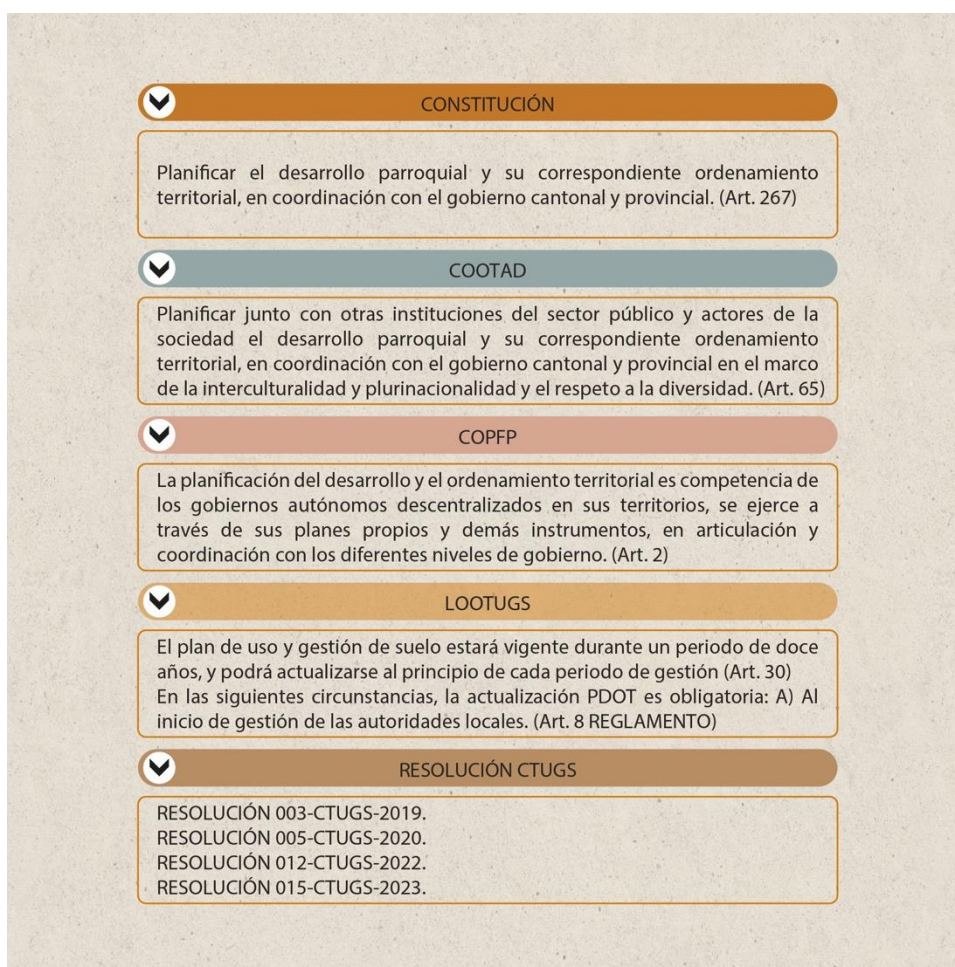 CONSTITUCIÓN
Planificar el desarrollo parroquial y su correspondiente ordenamiento
territorial, en coordinación con el gobierno cantonal y provincial. (Art. 267)
COOTAD
Planificar junto con otras instituciones del sector público y actores de la
sociedad el desarrollo parroquial y su correspondiente ordenamiento
territorial, en coordinación con el gobierno cantonal y provincial en el marco
de la interculturalidad y plurinacionalidad y el respeto a la diversidad. (Art. 65)
COPFP
La planificación del desarrollo y el ordenamiento territorial es competencia de
los gobiernos autónomos descentralizados en sus territorios, se ejerce a
través de sus planes propios y demás instrumentos, en articulación y
coordinación con los diferentes niveles de gobierno. (Art. 2)
LOOTUGS
El plan de uso y gestión de suelo estará vigente durante un periodo de doce
años, y podrá actualizarse al principio de cada periodo de gestión (Art. 30)
En las siguientes circunstancias, la actualización PDOT es obligatoria: A) Al
inicio de gestión de las autoridades locales. (Art. 8 REGLAMENTO)
RESOLUCIÓN CTUGS
RESOLUCIÓN 003-CTUGS-2019.
RESOLUCIÓN 005-CTUGS-2020.
RESOLUCIÓN 012-CTUGS-2022.
RESOLUCIÓN 015-CTUGS-2023.